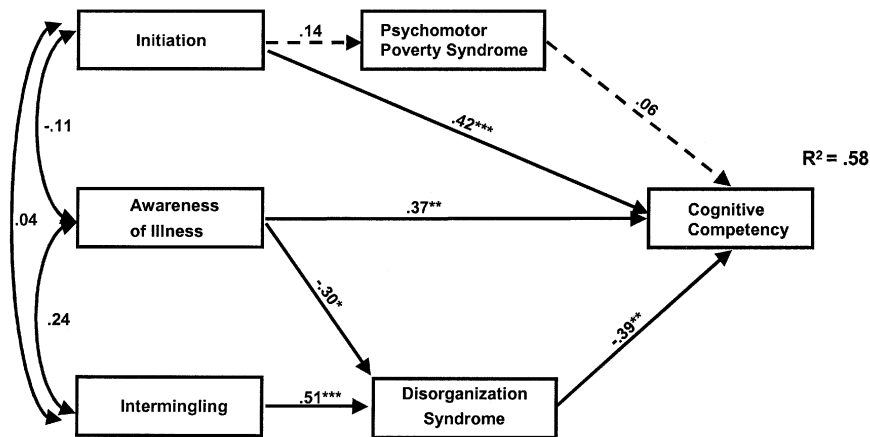 Initiation
.14
Psychomotor
Poverty Syndrome
.06
.42***
-.11
R² = .58
Awareness
of Illness
.37**
Cognitive
Competency
.04
-.30*
-.39**
.24
Intermingling
.51***
Disorganization
Syndrome